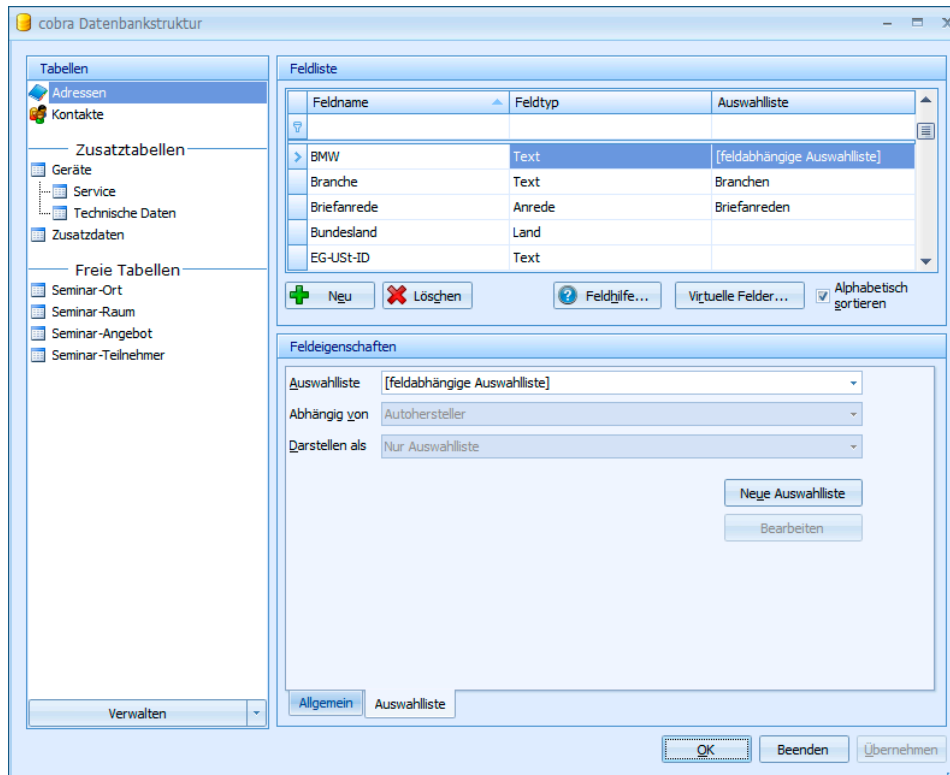 cobra Datenbankstruktur
Tabellen
Adressen
Kontakte
Zusatztabellen
Geräte
Service
Technische Daten
Zusatzdaten
Freie Tabellen
Seminar-Ort
Seminar-Raum
Seminar-Angebot
Seminar-Teilnehmer
Verwalten
Feldliste
Feldname Feldtyp Auswahlliste
BMW Text [feldabhängige Auswahlliste]
Branche Text Branchen
Briefanrede Anrede Briefanreden
Bundesland Land
EG-USt-ID Text
Neu Löschen Feldhilfe... Virtuelle Felder... Alphabetisch
sortieren
Feldeigenschaften
Auswahlliste [feldabhängige Auswahlliste]
Abhängig von Autohersteller
Darstellen als Nur Auswahlliste
Neue Auswahlliste
Bearbeiten
Allgemein Auswahlliste
OK Beenden Übernehmen